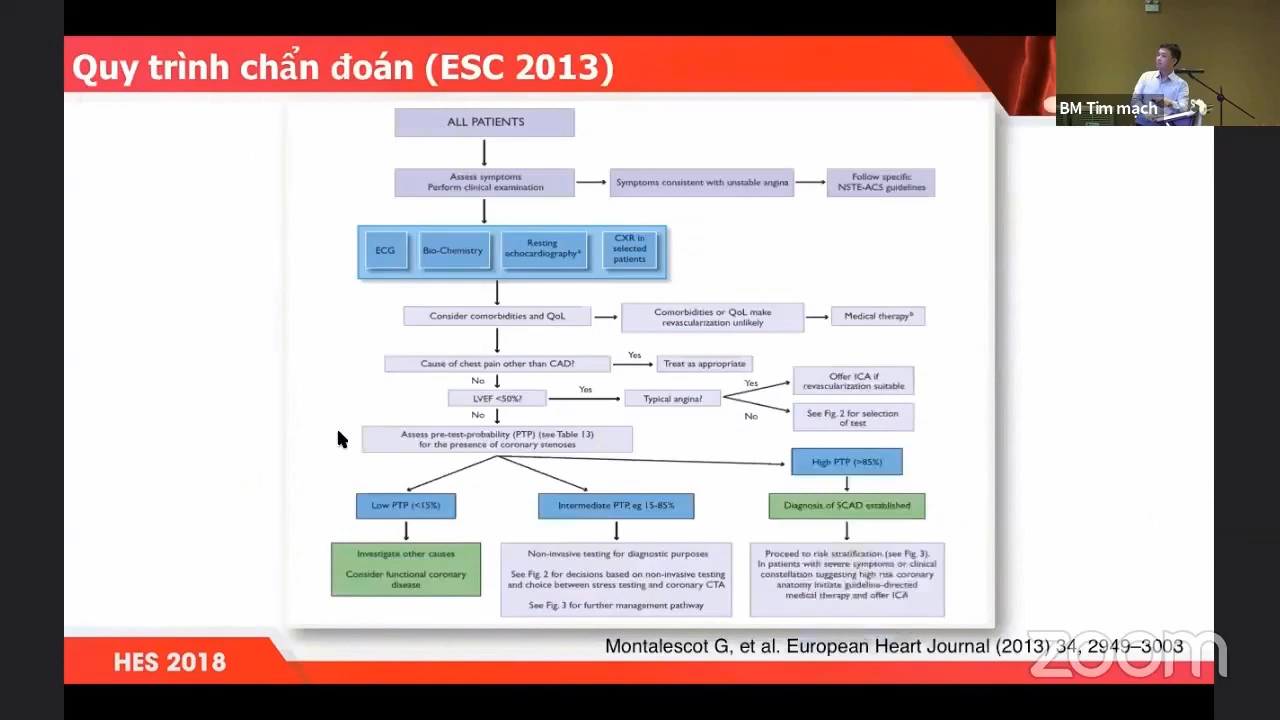 Quy trình chẩn đoán (ESC 2013)
BM Tim mạch
ALL PATIENTS
Assess symptoms
Perform clinical examination
Symptoms consistent with unstable angina
Follow specific
NSTE-ACS guidelines
ECG
Bio-Chemistry
Resting
echocardiographyᵃ
CXR in
selected
patients
Consider comorbidities and QoL
Comorbidities or QoL make
revascularization unlikely
Medical therapyᵇ
Cause of chest pain other than CAD?
Yes
Treat as appropriate
No
LVEF <50%?
Yes
Typical angina?
Yes
Offer ICA if
revascularization suitable
No
See Fig. 2 for selection
of test
No
Assess pre-test-probability (PTP) (see Table 13)
for the presence of coronary stenoses
High PTP (>85%)
Low PTP (<15%)
Intermediate PTP, eg 15-85%
Diagnosis of SCAD established
Investigate other causes
Consider functional coronary
disease
Non-invasive testing for diagnostic purposes
See Fig. 2 for decisions based on non-invasive testing
and choice between stress testing and coronary CTA
See Fig. 3 for further management pathway
Proceed to risk stratification (see Fig. 3).
In patients with severe symptoms or clinical
constellation suggesting high risk coronary
anatomy initiate guideline-directed
medical therapy and offer ICA
Montalescot G, et al. European Heart Journal (2013) 34, 2949–3003
HES 2018
zoom